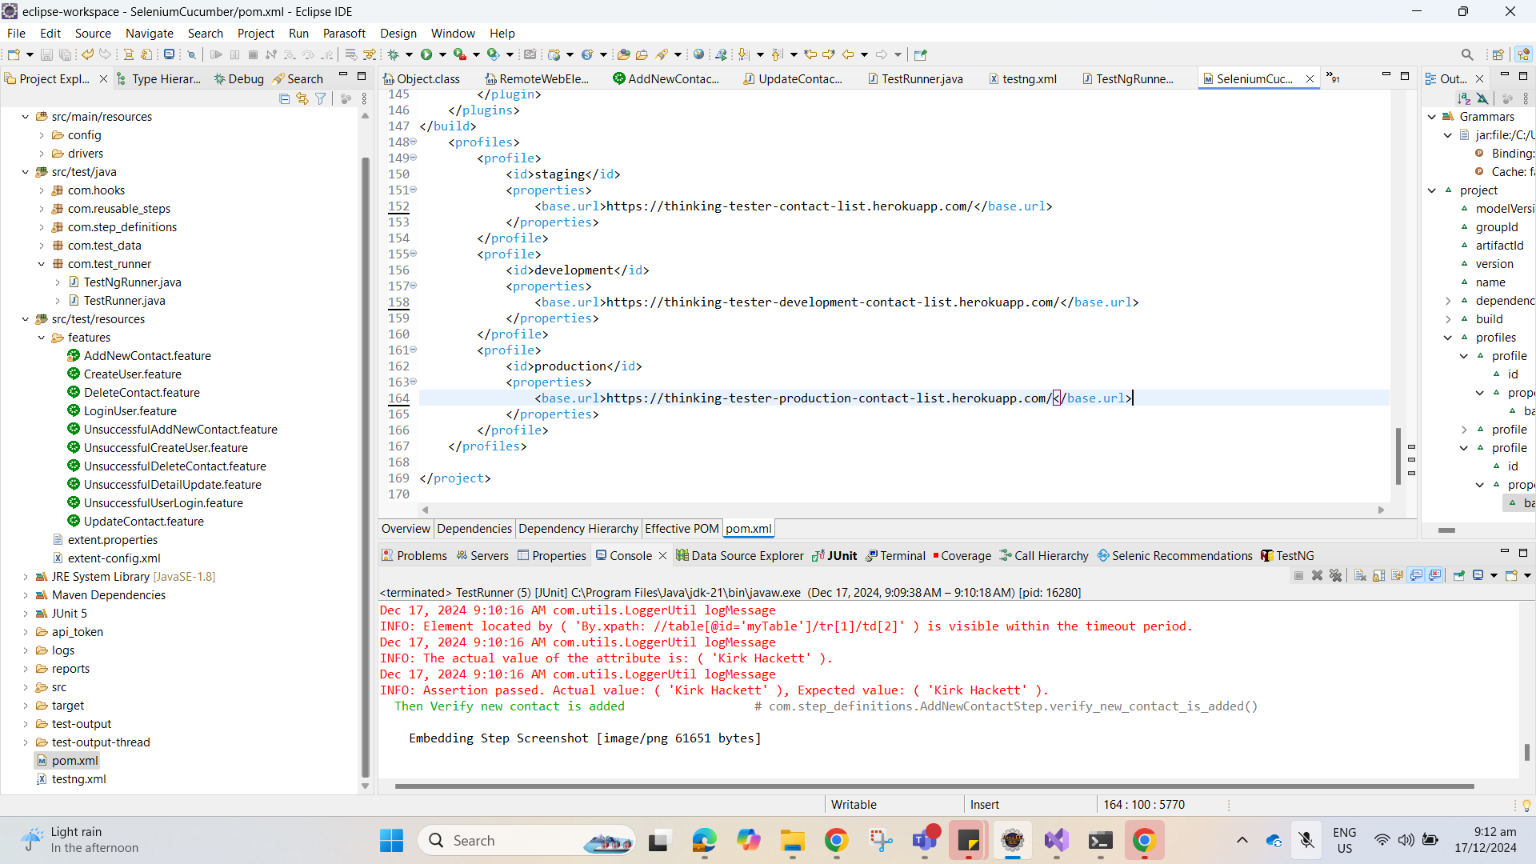 eclipse-workspace - SeleniumCucumber/pom.xml - Eclipse IDE
File Edit Source Navigate Search Project Run Parasoft Design Window Help
Project Expl... Type Hierar... Debug Search
src/main/resources
config
drivers
src/test/java
com.hooks
com.reusable_steps
com.step_definitions
com.test_data
com.test_runner
TestNgRunner.java
TestRunner.java
src/test/resources
features
AddNewContact.feature
CreateUser.feature
DeleteContact.feature
LoginUser.feature
UnsuccessfulAddNewContact.feature
UnsuccessfulCreateUser.feature
UnsuccessfulDeleteContact.feature
UnsuccessfulDetailUpdate.feature
UnsuccessfulUserLogin.feature
UpdateContact.feature
extent.properties
extent-config.xml
JRE System Library [JavaSE-1.8]
Maven Dependencies
JUnit 5
api_token
logs
reports
src
target
test-output
test-output-thread
pom.xml
testng.xml
Object.class RemoteWebEle... AddNewContac... UpdateContac... TestRunner.java testng.xml TestNgRunne... SeleniumCuc... »91
145 </plugin>
146 </plugins>
147 </build>
148 <profiles>
149 <profile>
150 <id>staging</id>
151 <properties>
152 <base.url>https://thinking-tester-contact-list.herokuapp.com/</base.url>
153 </properties>
154 </profile>
155 <profile>
156 <id>development</id>
157 <properties>
158 <base.url>https://thinking-tester-development-contact-list.herokuapp.com/</base.url>
159 </properties>
160 </profile>
161 <profile>
162 <id>production</id>
163 <properties>
164 <base.url>https://thinking-tester-production-contact-list.herokuapp.com/</base.url>
165 </properties>
166 </profile>
167 </profiles>
168
169 </project>
170
Overview Dependencies Dependency Hierarchy Effective POM pom.xml
Out...
Grammars
jar:file:/C:/U
Binding:
Cache: fa
project
modelVersi
groupId
artifactId
version
name
dependenc
build
profiles
profile
id
prope
ba
profile
profile
id
prope
ba
Problems Servers Properties Console Data Source Explorer JUnit Terminal Coverage Call Hierarchy Selenic Recommendations TestNG
<terminated> TestRunner (5) [JUnit] C:\Program Files\Java\jdk-21\bin\javaw.exe (Dec 17, 2024, 9:09:38 AM – 9:10:18 AM) [pid: 16280]
Dec 17, 2024 9:10:16 AM com.utils.LoggerUtil logMessage
INFO: Element located by ( 'By.xpath: //table[@id='myTable']/tr[1]/td[2]' ) is visible within the timeout period.
Dec 17, 2024 9:10:16 AM com.utils.LoggerUtil logMessage
INFO: The actual value of the attribute is: ( 'Kirk Hackett' ).
Dec 17, 2024 9:10:16 AM com.utils.LoggerUtil logMessage
INFO: Assertion passed. Actual value: ( 'Kirk Hackett' ), Expected value: ( 'Kirk Hackett' ).
Then Verify new contact is added # com.step_definitions.AddNewContactStep.verify_new_contact_is_added()
Embedding Step Screenshot [image/png 61651 bytes]
Writable Insert 164 : 100 : 5770
Light rain
In the afternoon
Search
ENG
US
9:12 am
17/12/2024